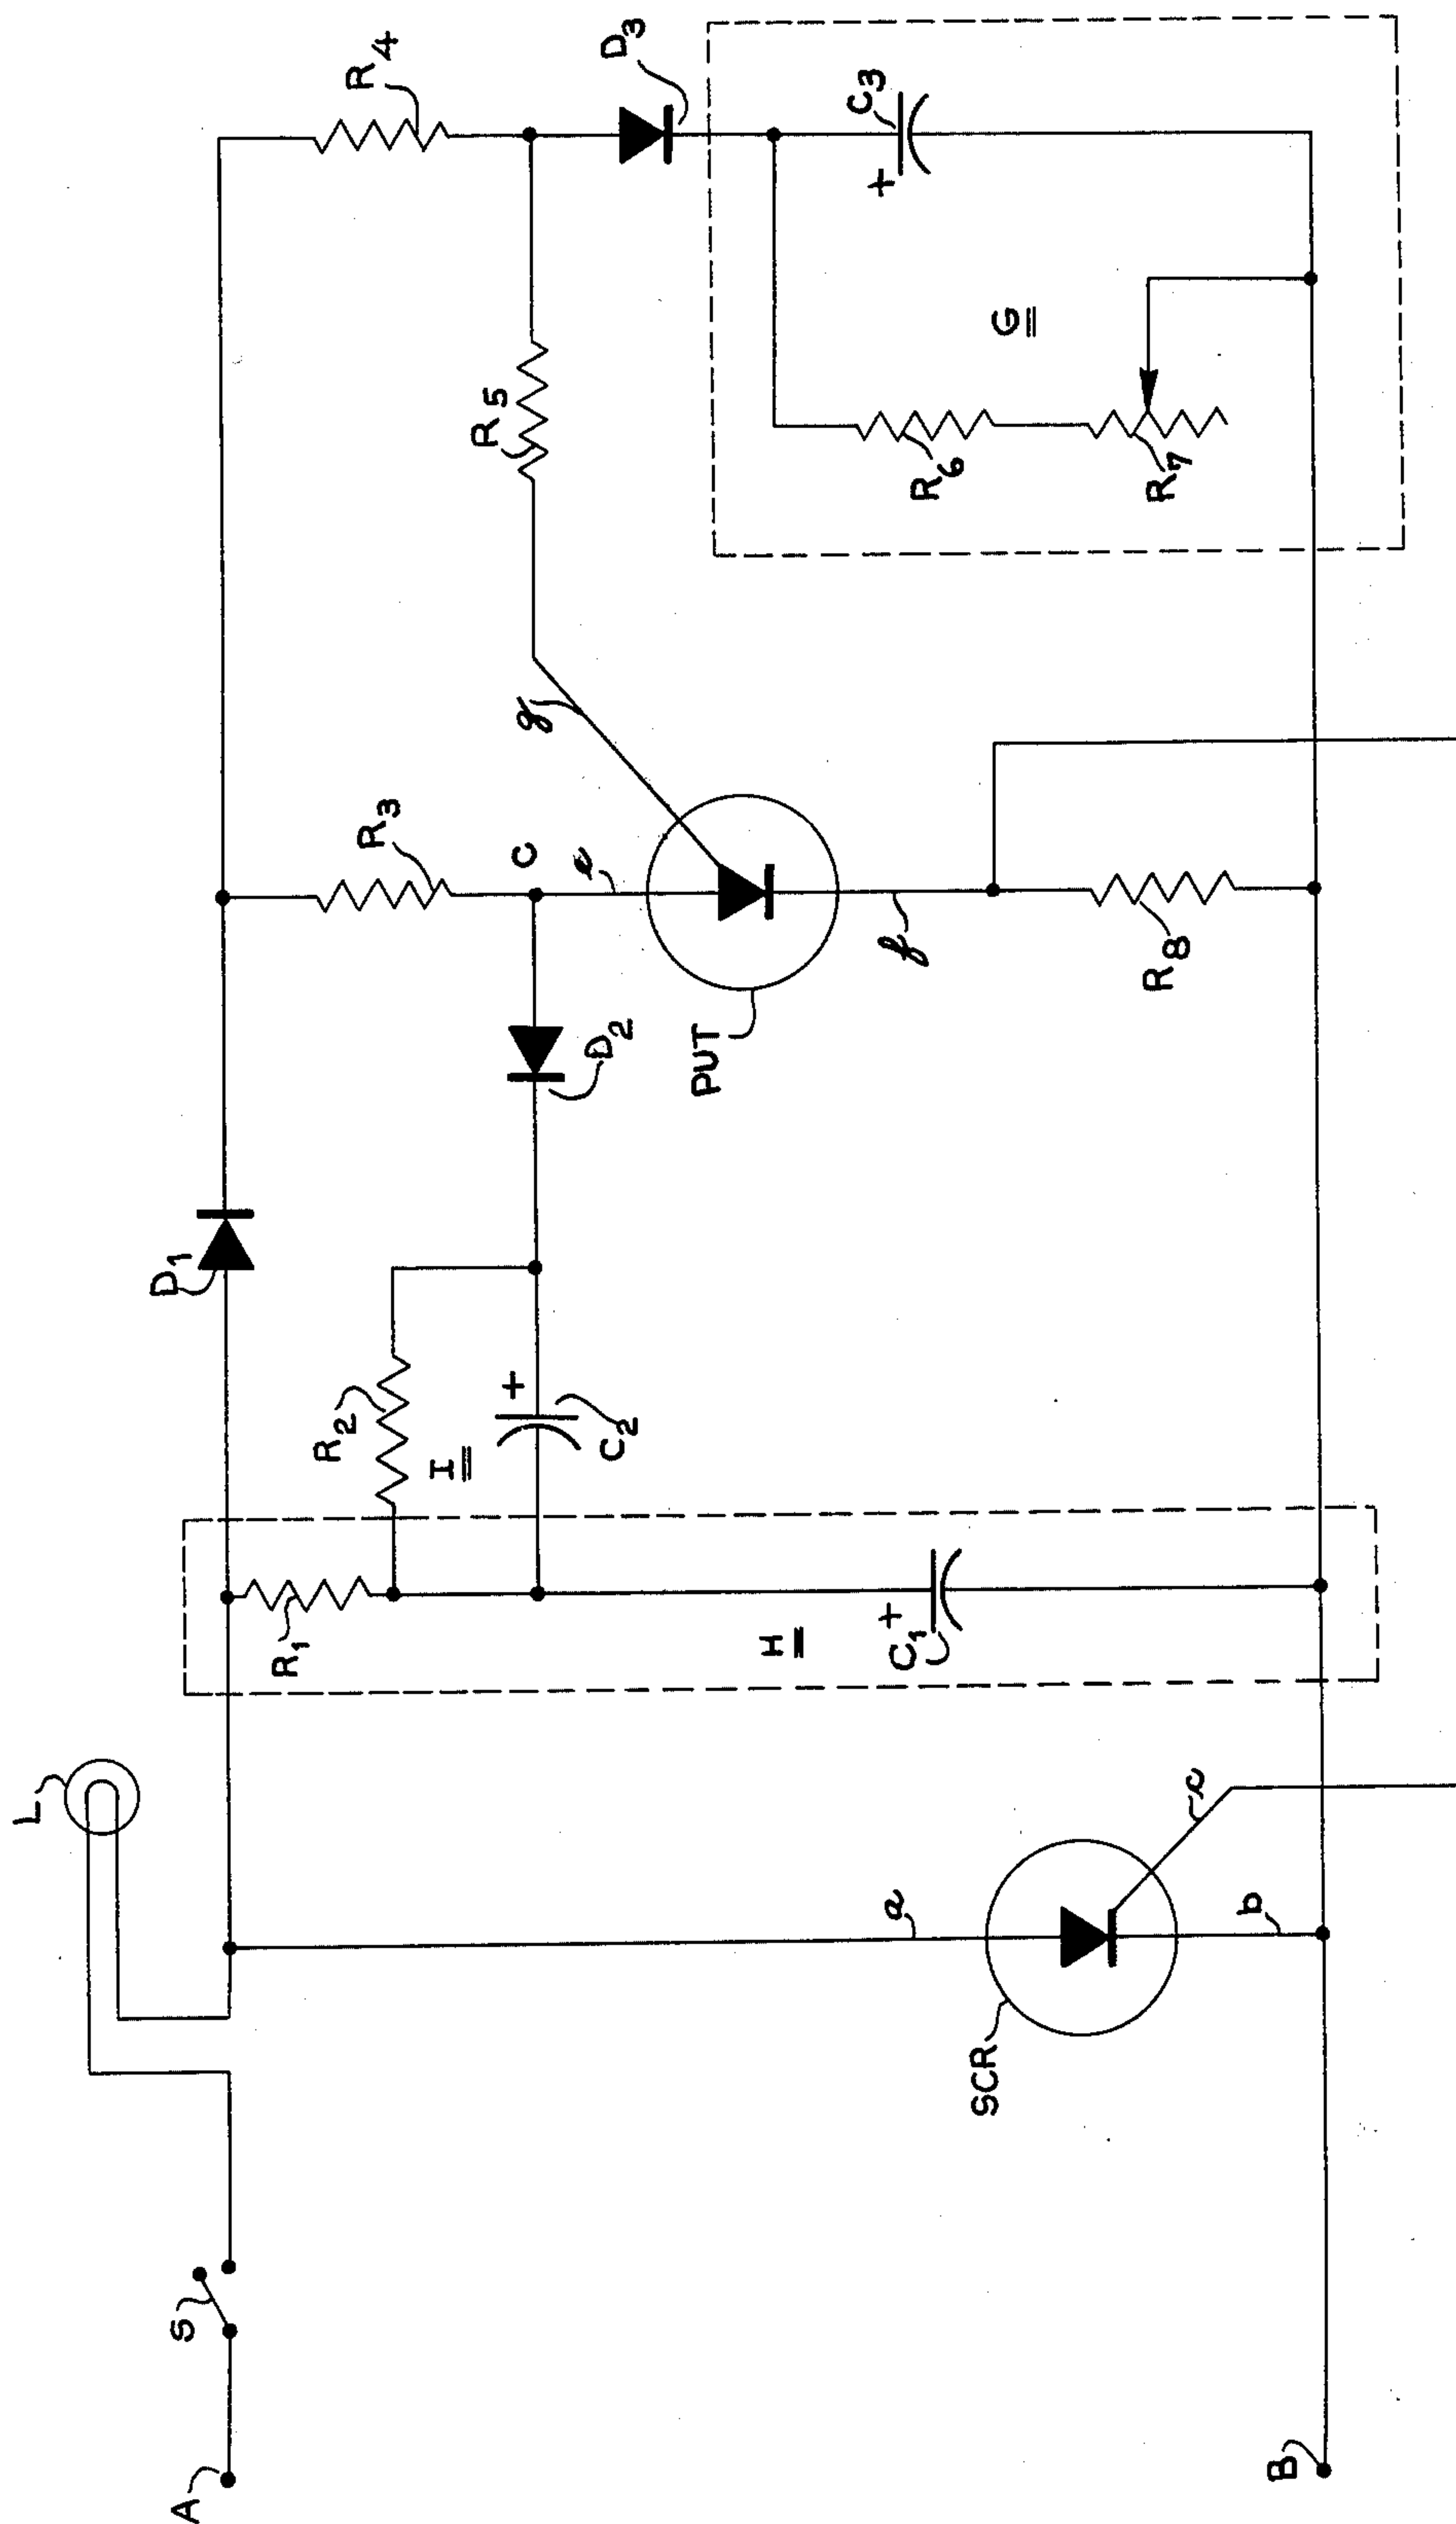 A
S
L
D1
R4
R3
D3
R1
R2
I
C2
D2
C
e
g
R5
C3
+
+
+
H
C1
PUT
f
R8
G
R6
R7
SCR
a
b
c
B